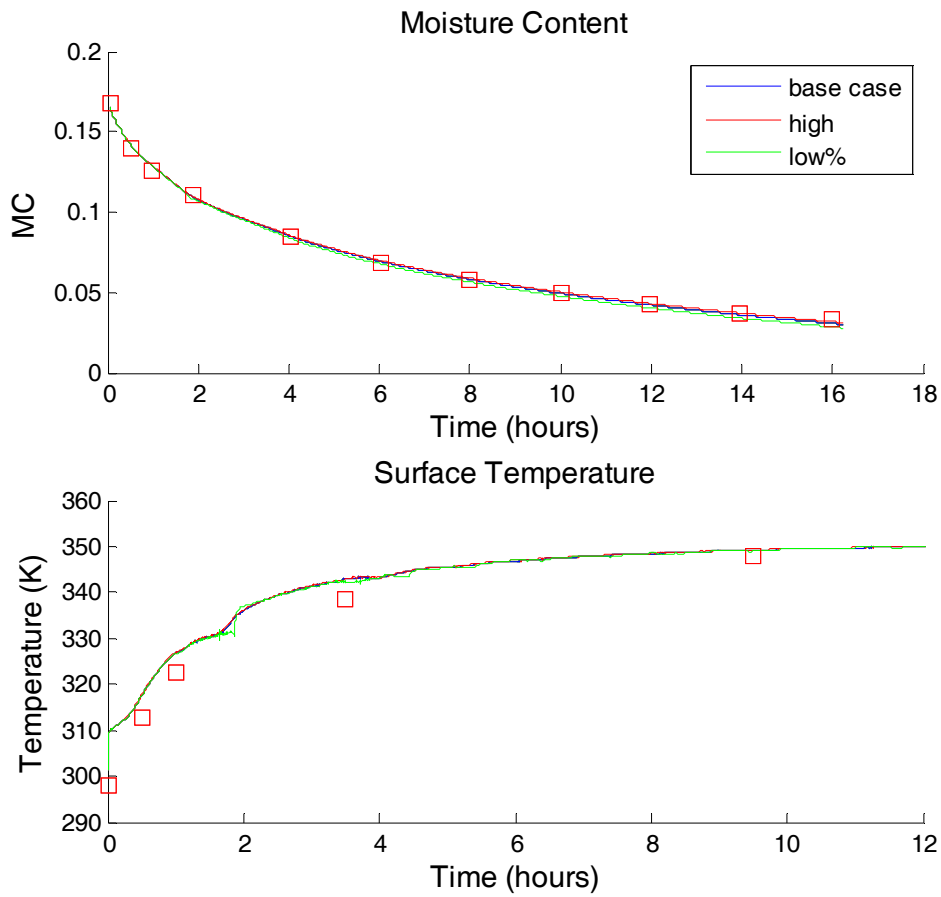 Moisture Content
0.2
0.15
0.1
0.05
0
MC
base case
high
low%
0 2 4 6 8 10 12 14 16 18
Time (hours)
Surface Temperature
360
350
340
330
320
310
300
290
Temperature (K)
0 2 4 6 8 10 12
Time (hours)